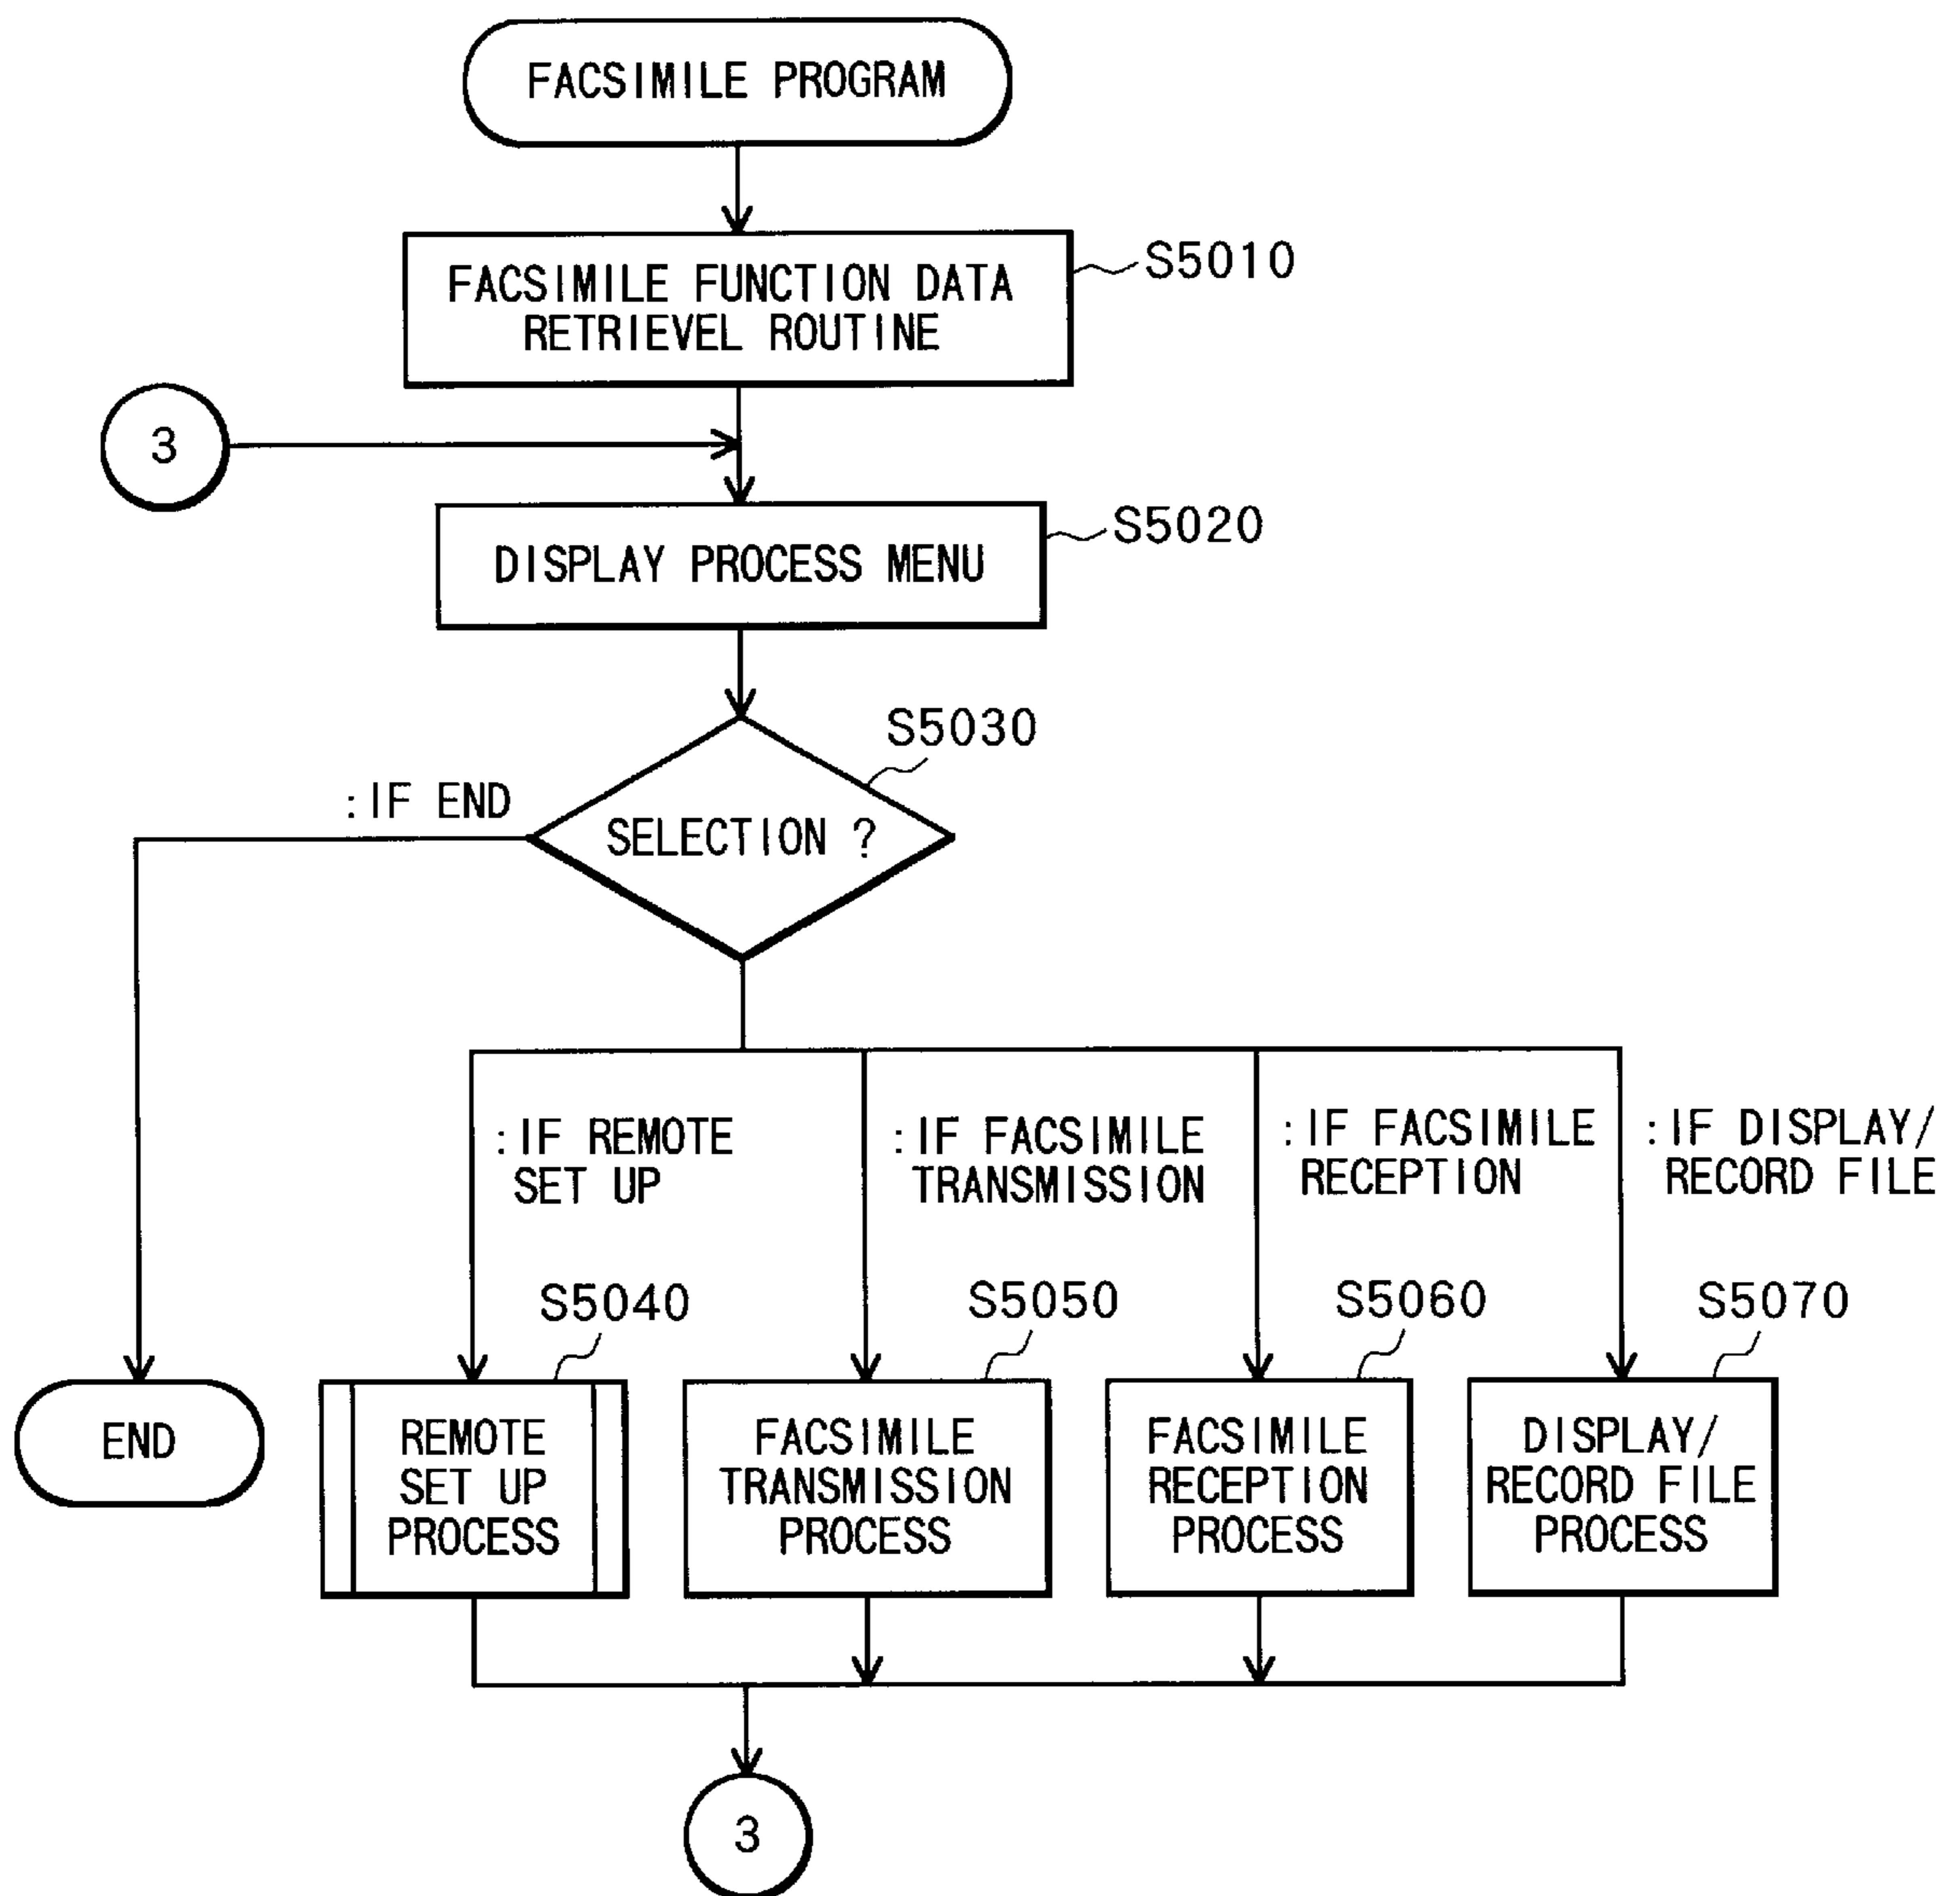 FACSIMILE PROGRAM
FACSIMILE FUNCTION DATA
RETRIEVEL ROUTINE
S5010
3
DISPLAY PROCESS MENU
S5020
S5030
:IF END
SELECTION ?
:IF REMOTE
SET UP
:IF FACSIMILE
TRANSMISSION
:IF FACSIMILE
RECEPTION
:IF DISPLAY/
RECORD FILE
S5040
S5050
S5060
S5070
END
REMOTE
SET UP
PROCESS
FACSIMILE
TRANSMISSION
PROCESS
FACSIMILE
RECEPTION
PROCESS
DISPLAY/
RECORD FILE
PROCESS
3